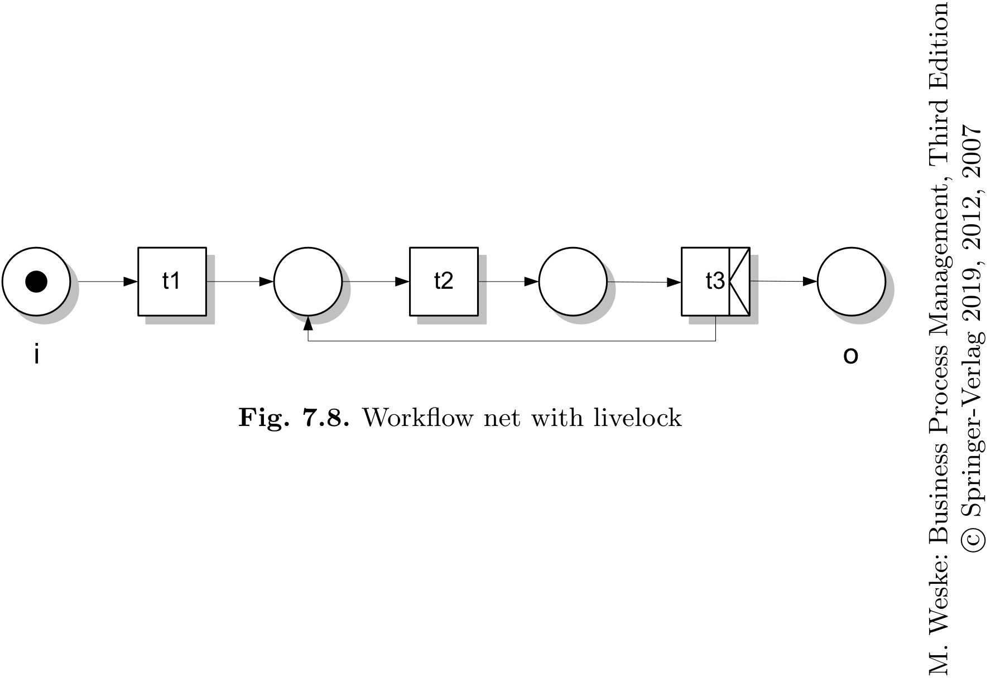 t1
t2
t3
i
o
Fig. 7.8. Workflow net with livelock
M. Weske: Business Process Management, Third Edition
© Springer-Verlag 2019, 2012, 2007